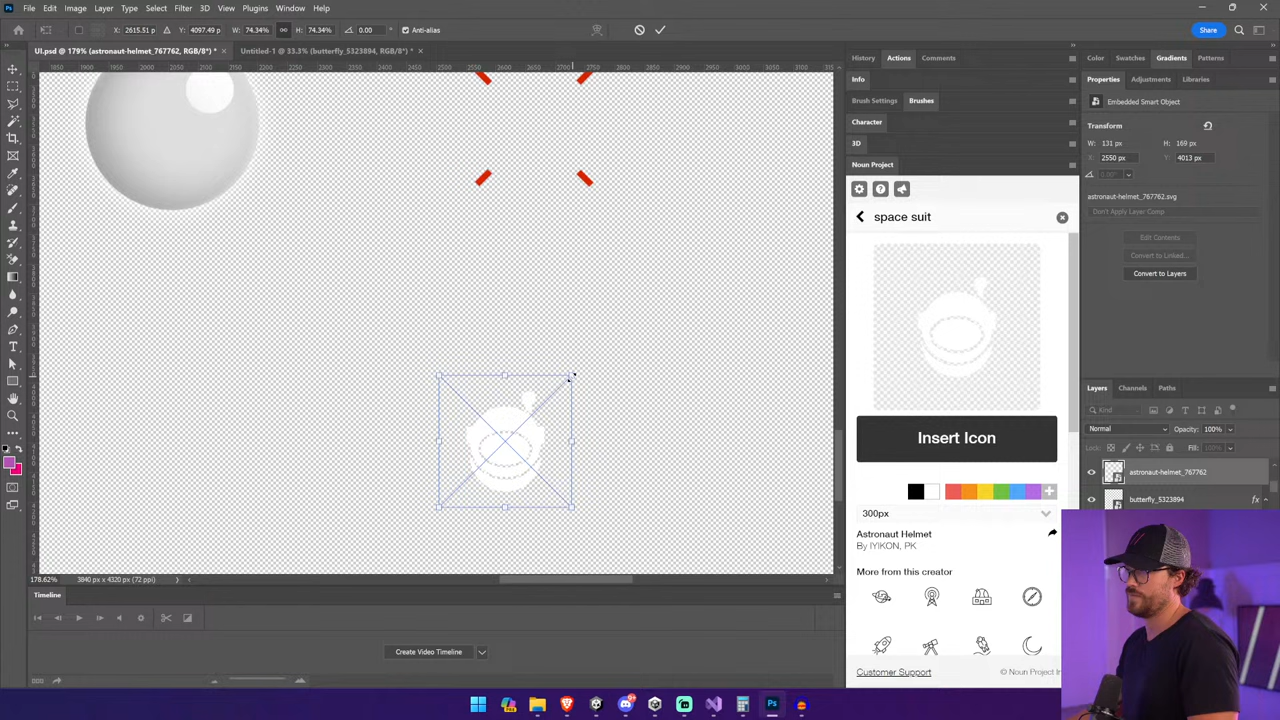 Ps File Edit Image Layer Type Select Filter 3D View Plugins Window Help
X: 2615.51 p Y: 4097.49 p W: 74.34% H: 74.34% 0.00 Anti-alias Share
UI.psd @ 179% (astronaut-helmet_767762, RGB/8*) * × Untitled-1 @ 33.3% (butterfly_5323894, RGB/8*) * ×
History Actions Comments
Color Swatches Gradients Patterns
Info
Properties Adjustments Libraries
Brush Settings Brushes
Embedded Smart Object
Character
Transform
3D
W: 131 px H: 169 px
X: 2550 px Y: 4013 px
Noun Project
0.00°
space suit
astronaut-helmet_767762.svg
Don't Apply Layer Comp
Edit Contents
Convert to Linked...
Convert to Layers
Layers Channels Paths
Kind
Normal Opacity: 100%
Lock: Fill: 100%
Insert Icon
astronaut-helmet_767762
butterfly_5323894 fx
300px
Astronaut Helmet
By IYIKON, PK
More from this creator
178.62% 3840 px x 4320 px (72 ppi)
Timeline
Create Video Timeline
Customer Support © Noun Project In